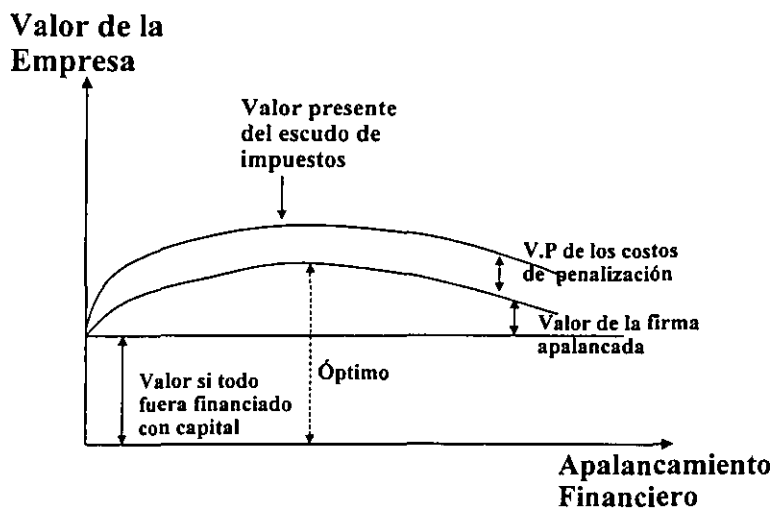 Valor de la
Empresa
Valor presente
del escudo de
impuestos
V.P de los costos
de penalización
Valor de la firma
apalancada
Óptimo
Valor si todo
fuera financiado
con capital
Apalancamiento
Financiero